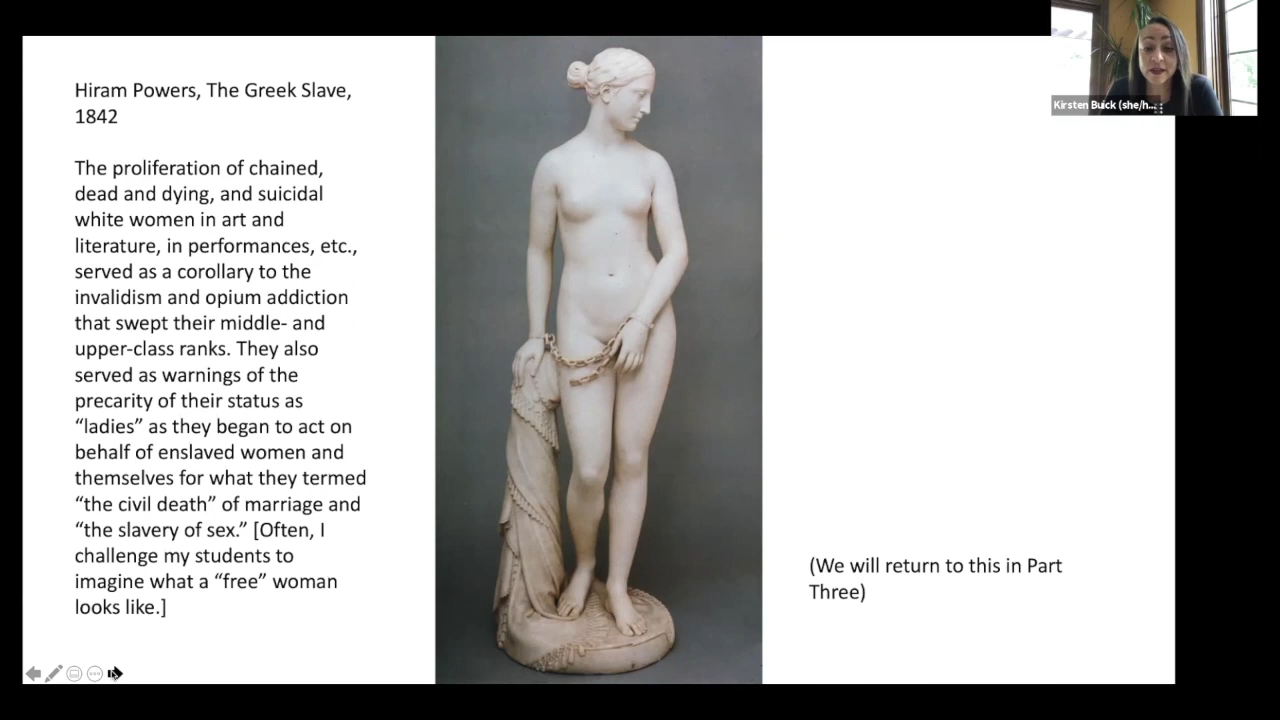 Hiram Powers, The Greek Slave,
1842
The proliferation of chained,
dead and dying, and suicidal
white women in art and
literature, in performances, etc.,
served as a corollary to the
invalidism and opium addiction
that swept their middle- and
upper-class ranks. They also
served as warnings of the
precarity of their status as
“ladies” as they began to act on
behalf of enslaved women and
themselves for what they termed
“the civil death” of marriage and
“the slavery of sex.” [Often, I
challenge my students to
imagine what a “free” woman
looks like.]
(We will return to this in Part
Three)
Kirsten Buick (she/h...